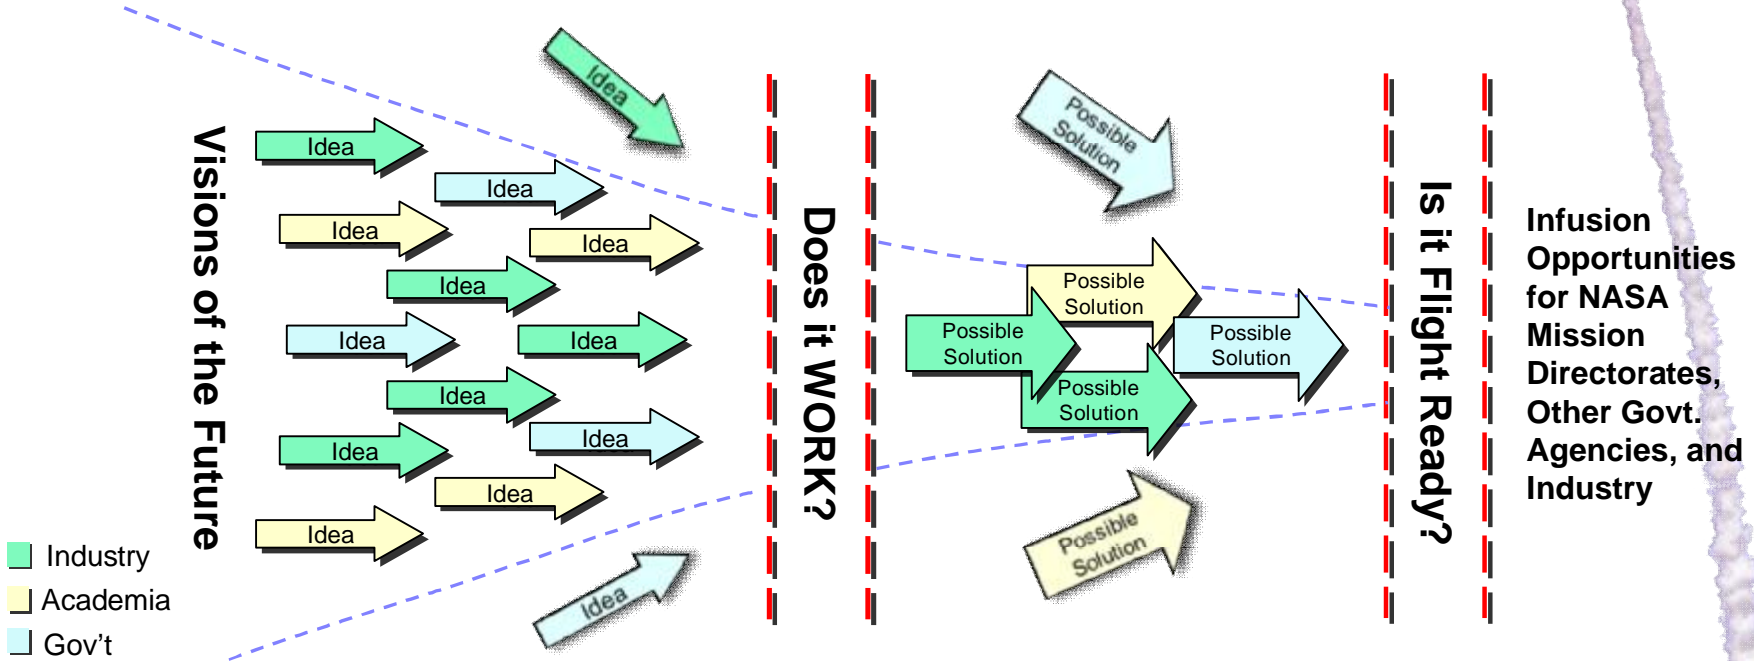 Visions of the Future
Idea
Idea
Idea
Idea
Idea
Idea
Idea
Idea
Idea
Idea
Idea
Idea
Idea
Idea
Does it WORK?
Possible
Solution
Possible
Solution
Possible
Solution
Possible
Solution
Possible
Solution
Possible
Solution
Is it Flight Ready?
Infusion
Opportunities
for NASA
Mission
Directorates,
Other Govt.
Agencies, and
Industry
Industry
Academia
Gov't